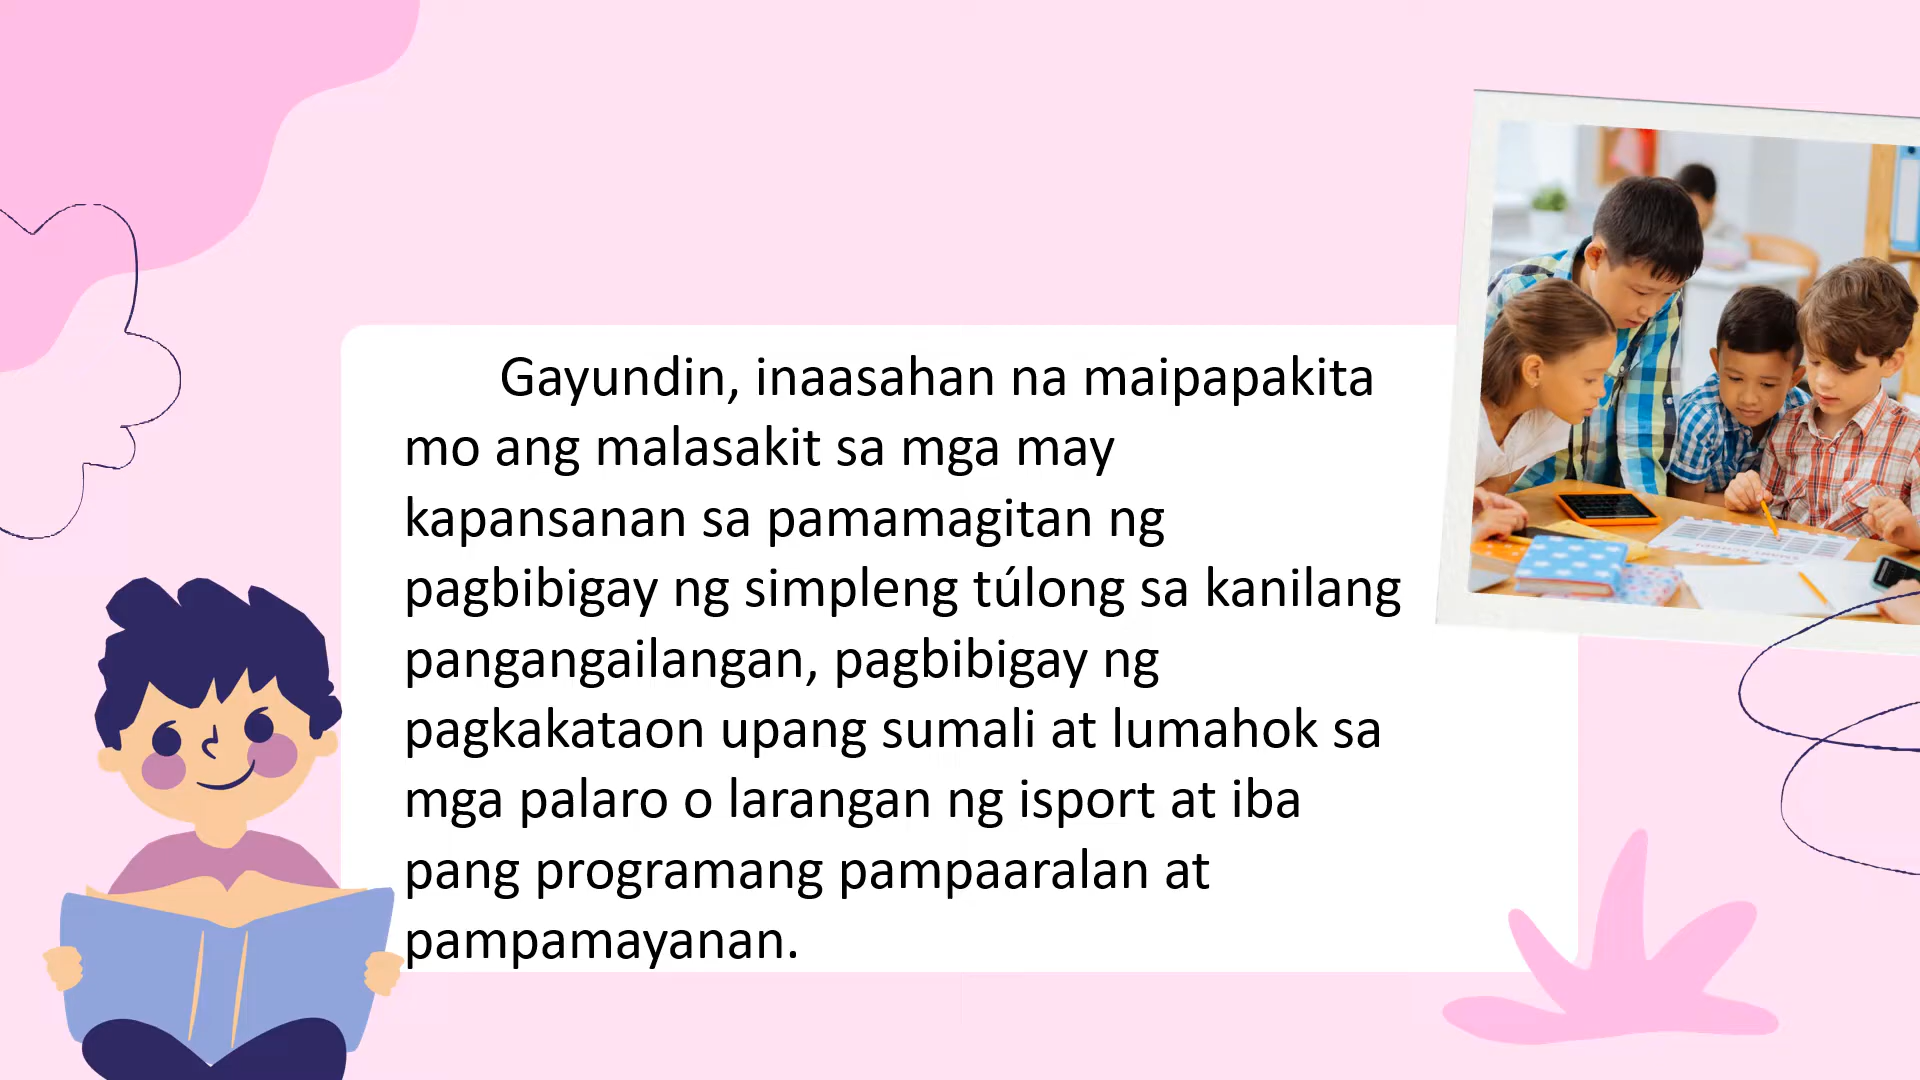 Gayundin, inaasahan na maipapakita
mo ang malasakit sa mga may
kapansanan sa pamamagitan ng
pagbibigay ng simpleng túlong sa kanilang
pangangailangan, pagbibigay ng
pagkakataon upang sumali at lumahok sa
mga palaro o larangan ng isport at iba
pang programang pampaaralan at
pampamayanan.